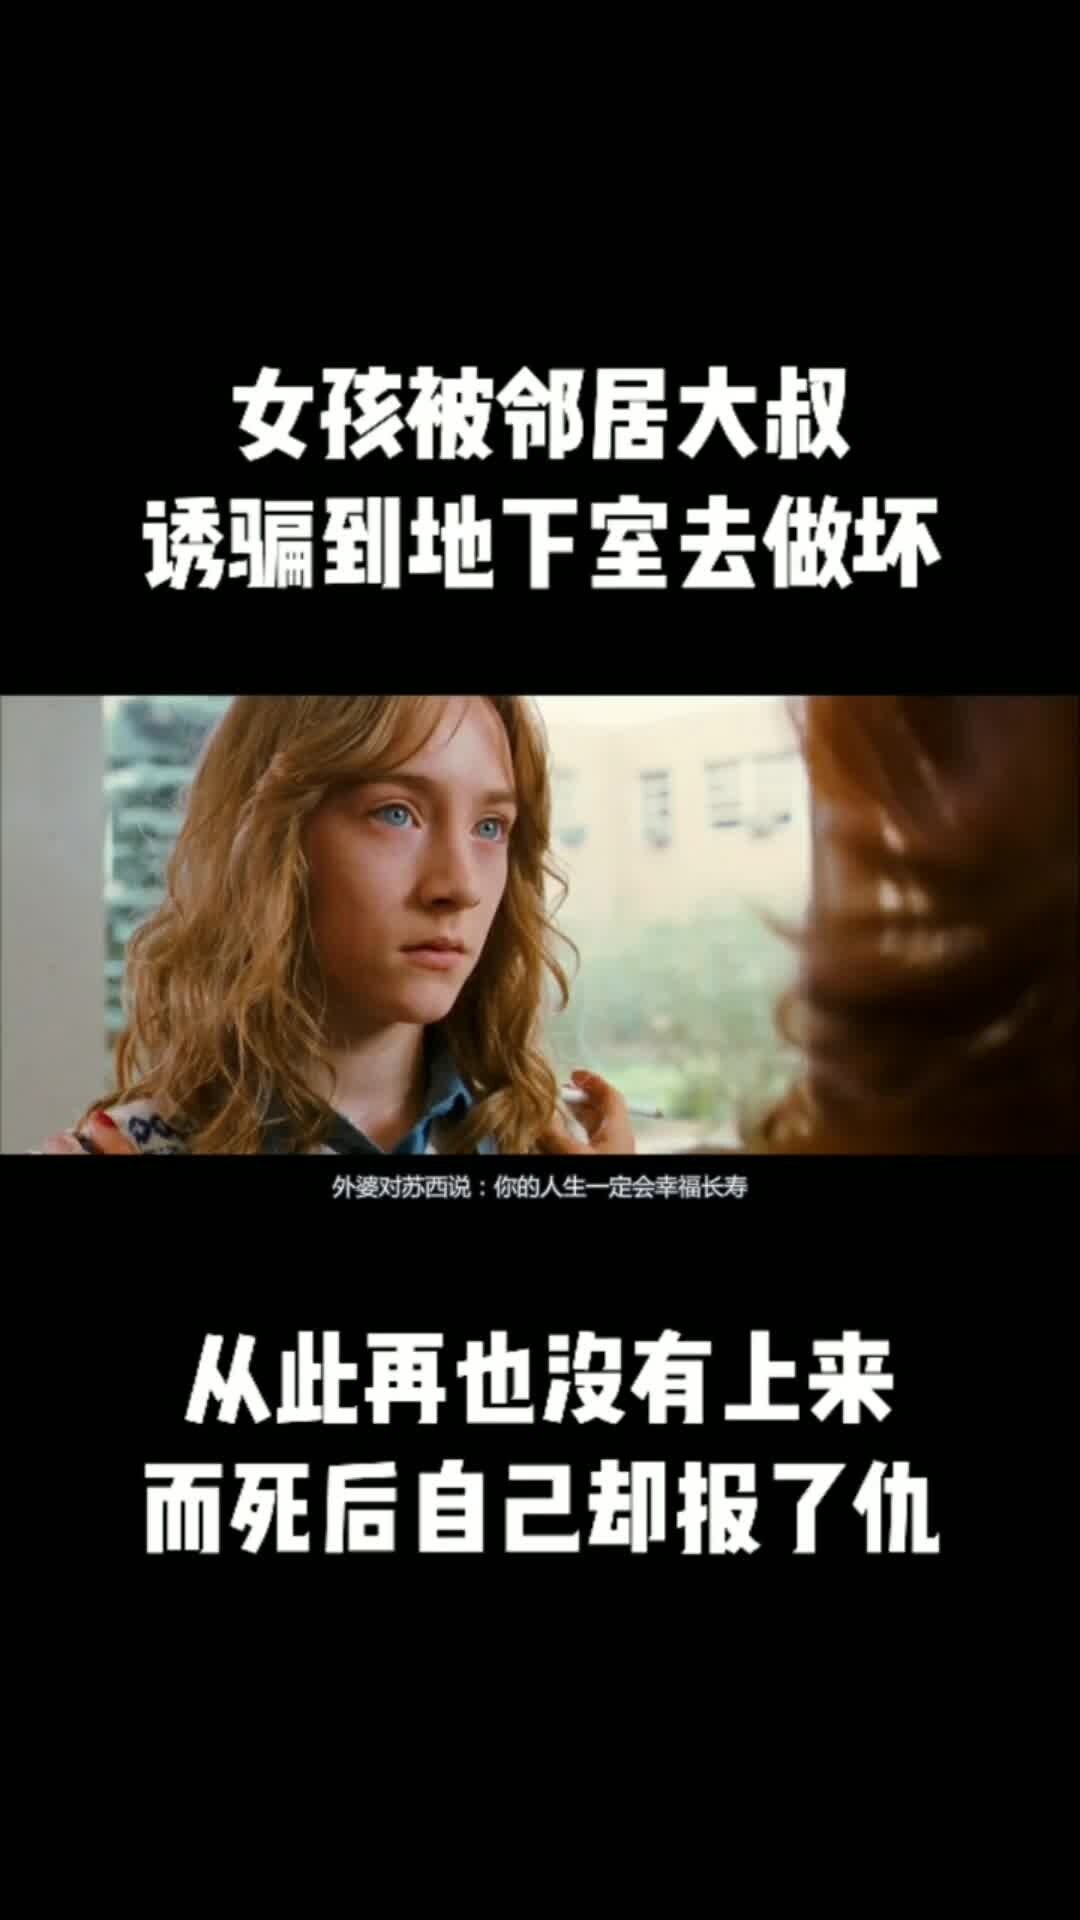 女孩被邻居大叔
诱骗到地下室去做坏
外婆对苏西说：你的人生一定会幸福长寿
从此再也没有上来
而死后自己却报了仇